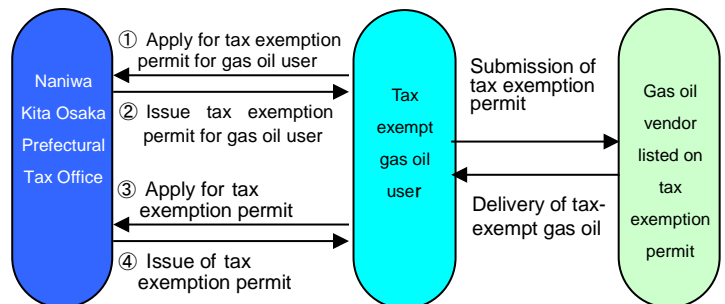 Naniwa
Kita Osaka
Prefectural
Tax Office
① Apply for tax exemption
permit for gas oil user
② Issue tax exemption
permit for gas oil user
③ Apply for tax
exemption permit
④ Issue of tax
exemption permit
Tax
exempt
gas oil
user
Submission of
tax exemption
permit
Delivery of tax-
exempt gas oil
Gas oil
vendor
listed on
tax
exemption
permit